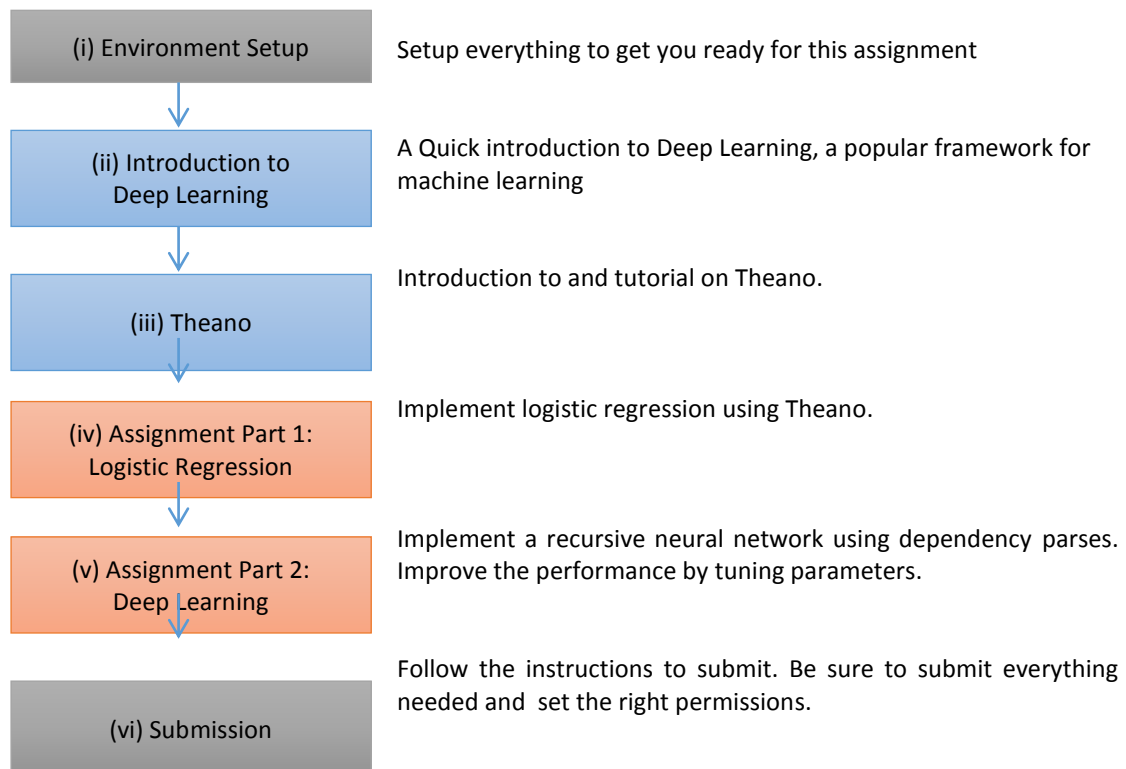 (i) Environment Setup
Setup everything to get you ready for this assignment
(ii) Introduction to
Deep Learning
A Quick introduction to Deep Learning, a popular framework for
machine learning
(iii) Theano
Introduction to and tutorial on Theano.
(iv) Assignment Part 1:
Logistic Regression
Implement logistic regression using Theano.
(v) Assignment Part 2:
Deep Learning
Implement a recursive neural network using dependency parses.
Improve the performance by tuning parameters.
(vi) Submission
Follow the instructions to submit. Be sure to submit everything
needed and set the right permissions.